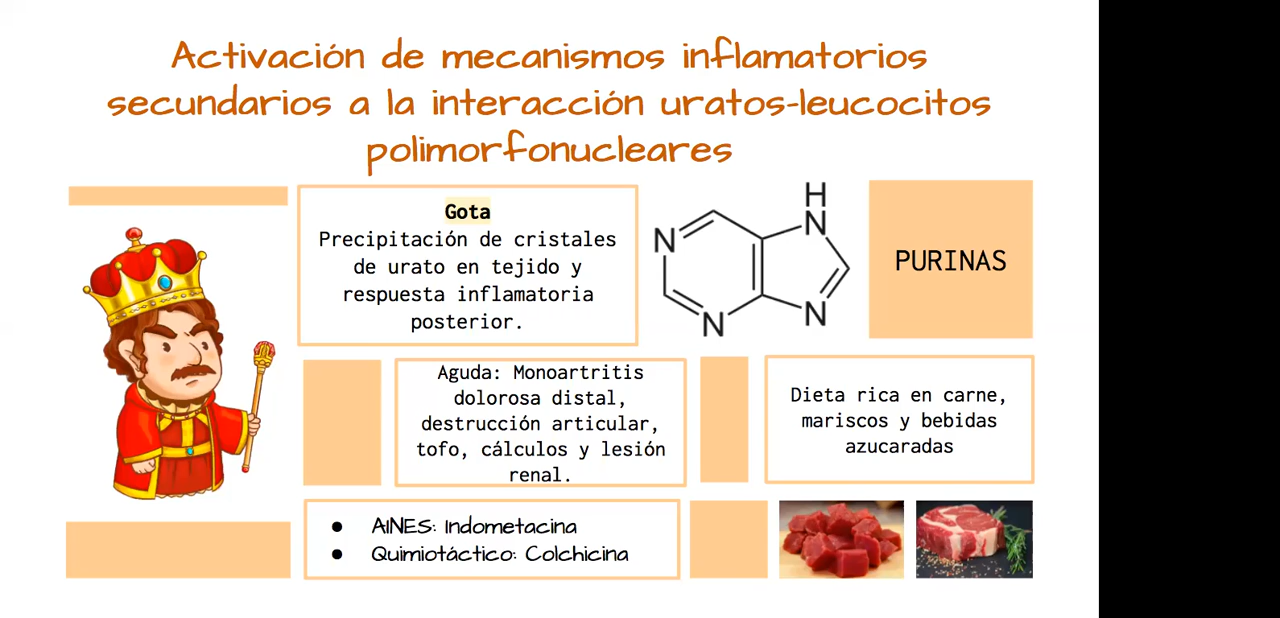 Activación de mecanismos inflamatorios
secundarios a la interacción uratos-leucocitos
polimorfonucleares
Gota
Precipitación de cristales
de urato en tejido y
respuesta inflamatoria
posterior.
H
N
N
N
N
PURINAS
Aguda: Monoartritis
dolorosa distal,
destrucción articular,
tofo, cálculos y lesión
renal.
Dieta rica en carne,
mariscos y bebidas
azucaradas
● AINES: Indometacina
● Quimiotáctico: Colchicina